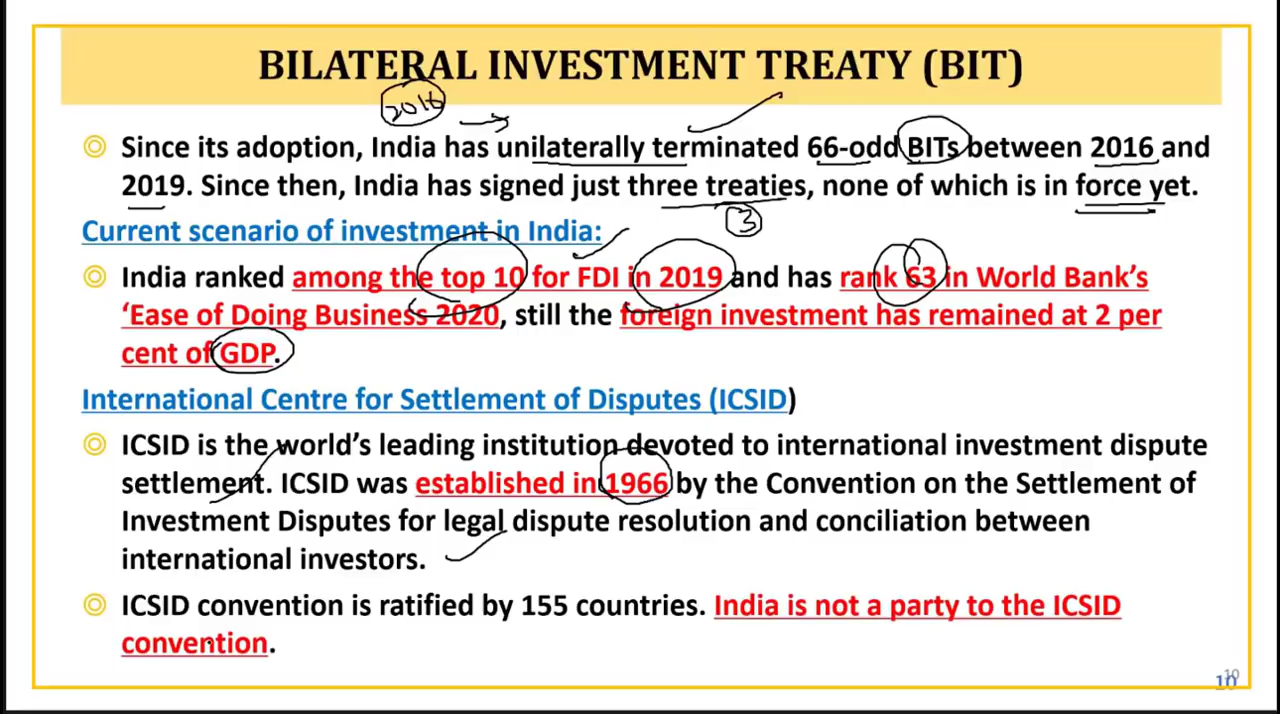 BILATERAL INVESTMENT TREATY (BIT)
2016
Since its adoption, India has unilaterally terminated 66-odd BITs between 2016 and
2019. Since then, India has signed just three treaties, none of which is in force yet.
3
Current scenario of investment in India:
India ranked among the top 10 for FDI in 2019 and has rank 63 in World Bank’s
‘Ease of Doing Business 2020, still the foreign investment has remained at 2 per
cent of GDP.
International Centre for Settlement of Disputes (ICSID)
ICSID is the world’s leading institution devoted to international investment dispute
settlement. ICSID was established in 1966 by the Convention on the Settlement of
Investment Disputes for legal dispute resolution and conciliation between
international investors.
ICSID convention is ratified by 155 countries. India is not a party to the ICSID
convention.
10
10